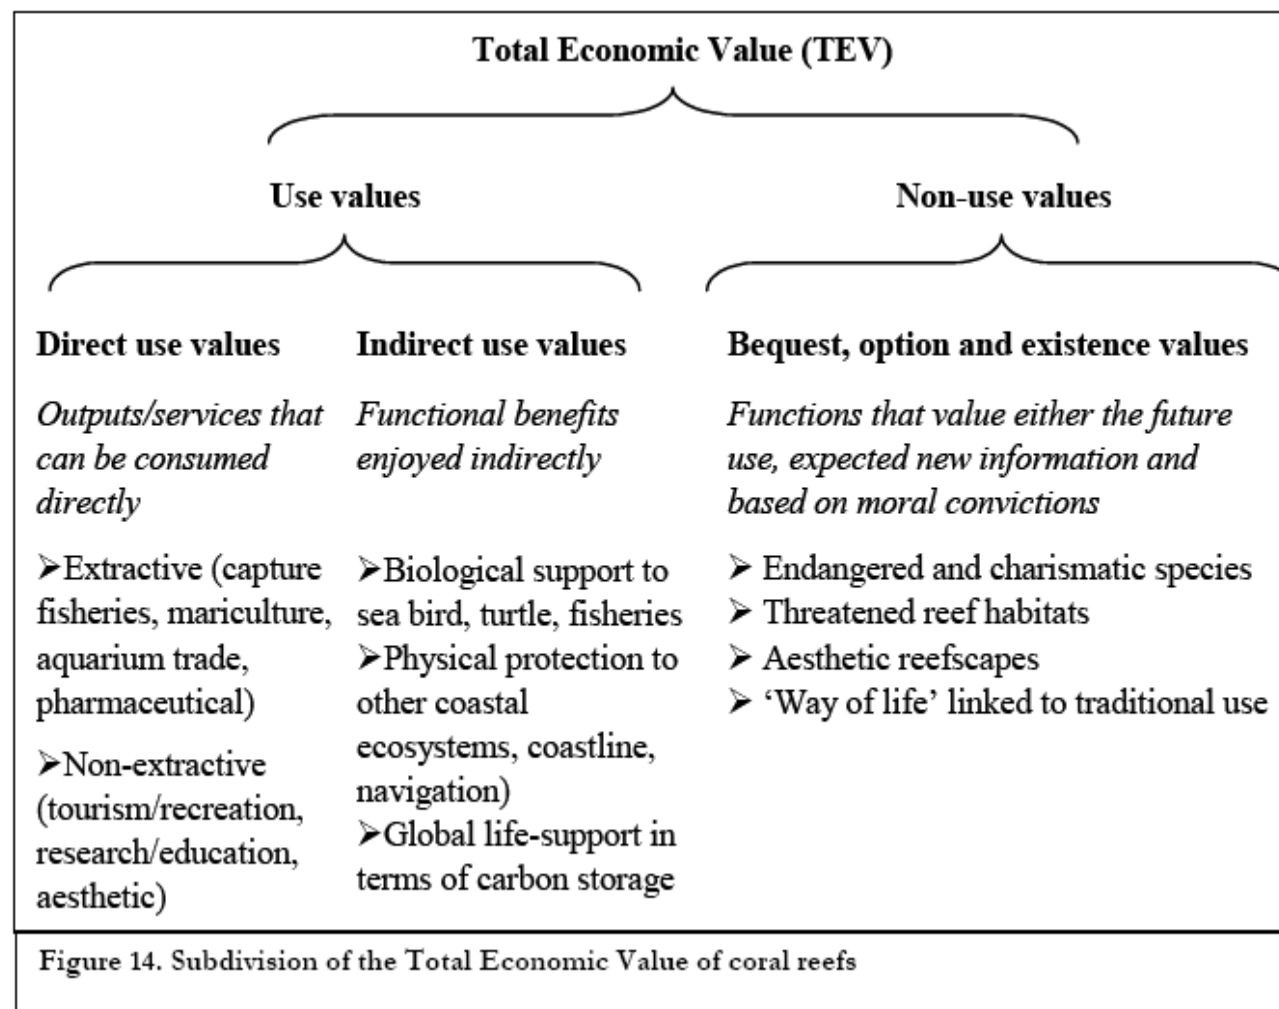 Total Economic Value (TEV)
Use values
Non-use values
Direct use values
Outputs/services that
can be consumed
directly
➤Extractive (capture
fisheries, mariculture,
aquarium trade,
pharmaceutical)
➤Non-extractive
(tourism/recreation,
research/education,
aesthetic)
Indirect use values
Functional benefits
enjoyed indirectly
➤Biological support to
sea bird, turtle, fisheries
➤Physical protection to
other coastal
ecosystems, coastline,
navigation)
➤Global life-support in
terms of carbon storage
Bequest, option and existence values
Functions that value either the future
use, expected new information and
based on moral convictions
➤ Endangered and charismatic species
➤ Threatened reef habitats
➤ Aesthetic reefscapes
➤ ‘Way of life’ linked to traditional use
Figure 14. Subdivision of the Total Economic Value of coral reefs